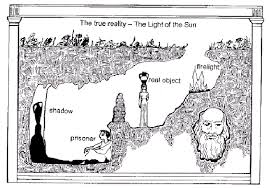 The true reality – The Light of the Sun
firelight
real object
shadow
prisoner